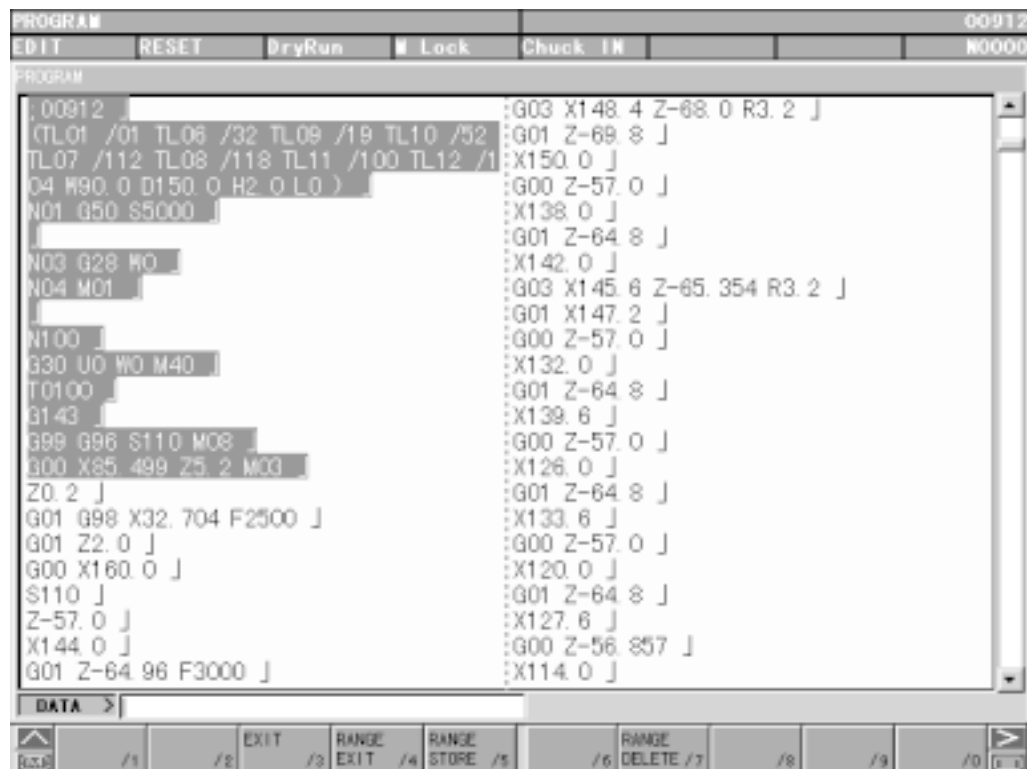 PROGRAM 00912
EDIT RESET DryRun M Lock Chuck IN N0000
PROGRAM
;O0912 ┘
(TL01 /01 TL06 /32 TL09 /19 TL10 /52
TL07 /112 TL08 /118 TL11 /100 TL12 /1
04 M90.0 D150.0 H2.0 L0 ) ┘
N01 G50 S5000 ┘
┘
N03 G28 W0 ┘
N04 M01 ┘
┘
N100 ┘
G30 U0 W0 M40 ┘
T0100 ┘
G143 ┘
G99 G96 S110 M08 ┘
G00 X85.499 Z5.2 M03 ┘
Z0.2 ┘
G01 G98 X32.704 F2500 ┘
G01 Z2.0 ┘
G00 X160.0 ┘
S110 ┘
Z-57.0 ┘
X144.0 ┘
G01 Z-64.96 F3000 ┘
G03 X148.4 Z-68.0 R3.2 ┘
G01 Z-69.8 ┘
X150.0 ┘
G00 Z-57.0 ┘
X138.0 ┘
G01 Z-64.8 ┘
X142.0 ┘
G03 X145.6 Z-65.354 R3.2 ┘
G01 X147.2 ┘
G00 Z-57.0 ┘
X132.0 ┘
G01 Z-64.8 ┘
X139.6 ┘
G00 Z-57.0 ┘
X126.0 ┘
G01 Z-64.8 ┘
X133.6 ┘
G00 Z-57.0 ┘
X120.0 ┘
G01 Z-64.8 ┘
X127.6 ┘
G00 Z-56.857 ┘
X114.0 ┘
DATA >
/1 /2 EXIT /3 RANGE EXIT /4 RANGE STORE /5 /6 RANGE DELETE /7 /8 /9 /0 >